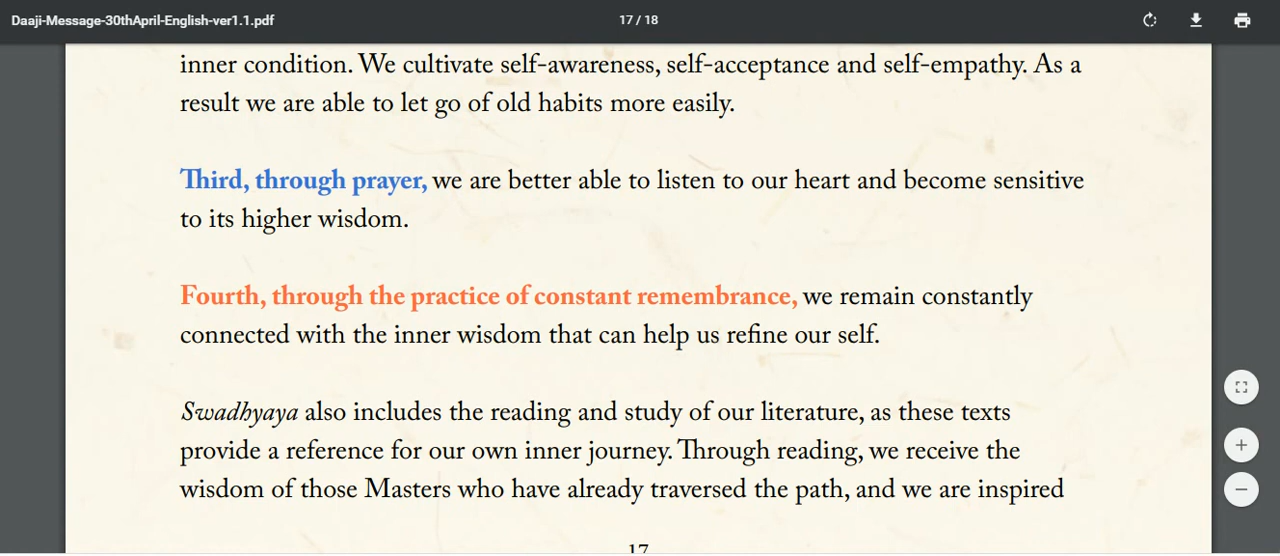 Daaji-Message-30thApril-English-ver1.1.pdf
17 / 18
inner condition. We cultivate self-awareness, self-acceptance and self-empathy. As a
result we are able to let go of old habits more easily.
Third, through prayer, we are better able to listen to our heart and become sensitive
to its higher wisdom.
Fourth, through the practice of constant remembrance, we remain constantly
connected with the inner wisdom that can help us refine our self.
Swadhyaya also includes the reading and study of our literature, as these texts
provide a reference for our own inner journey. Through reading, we receive the
wisdom of those Masters who have already traversed the path, and we are inspired
17